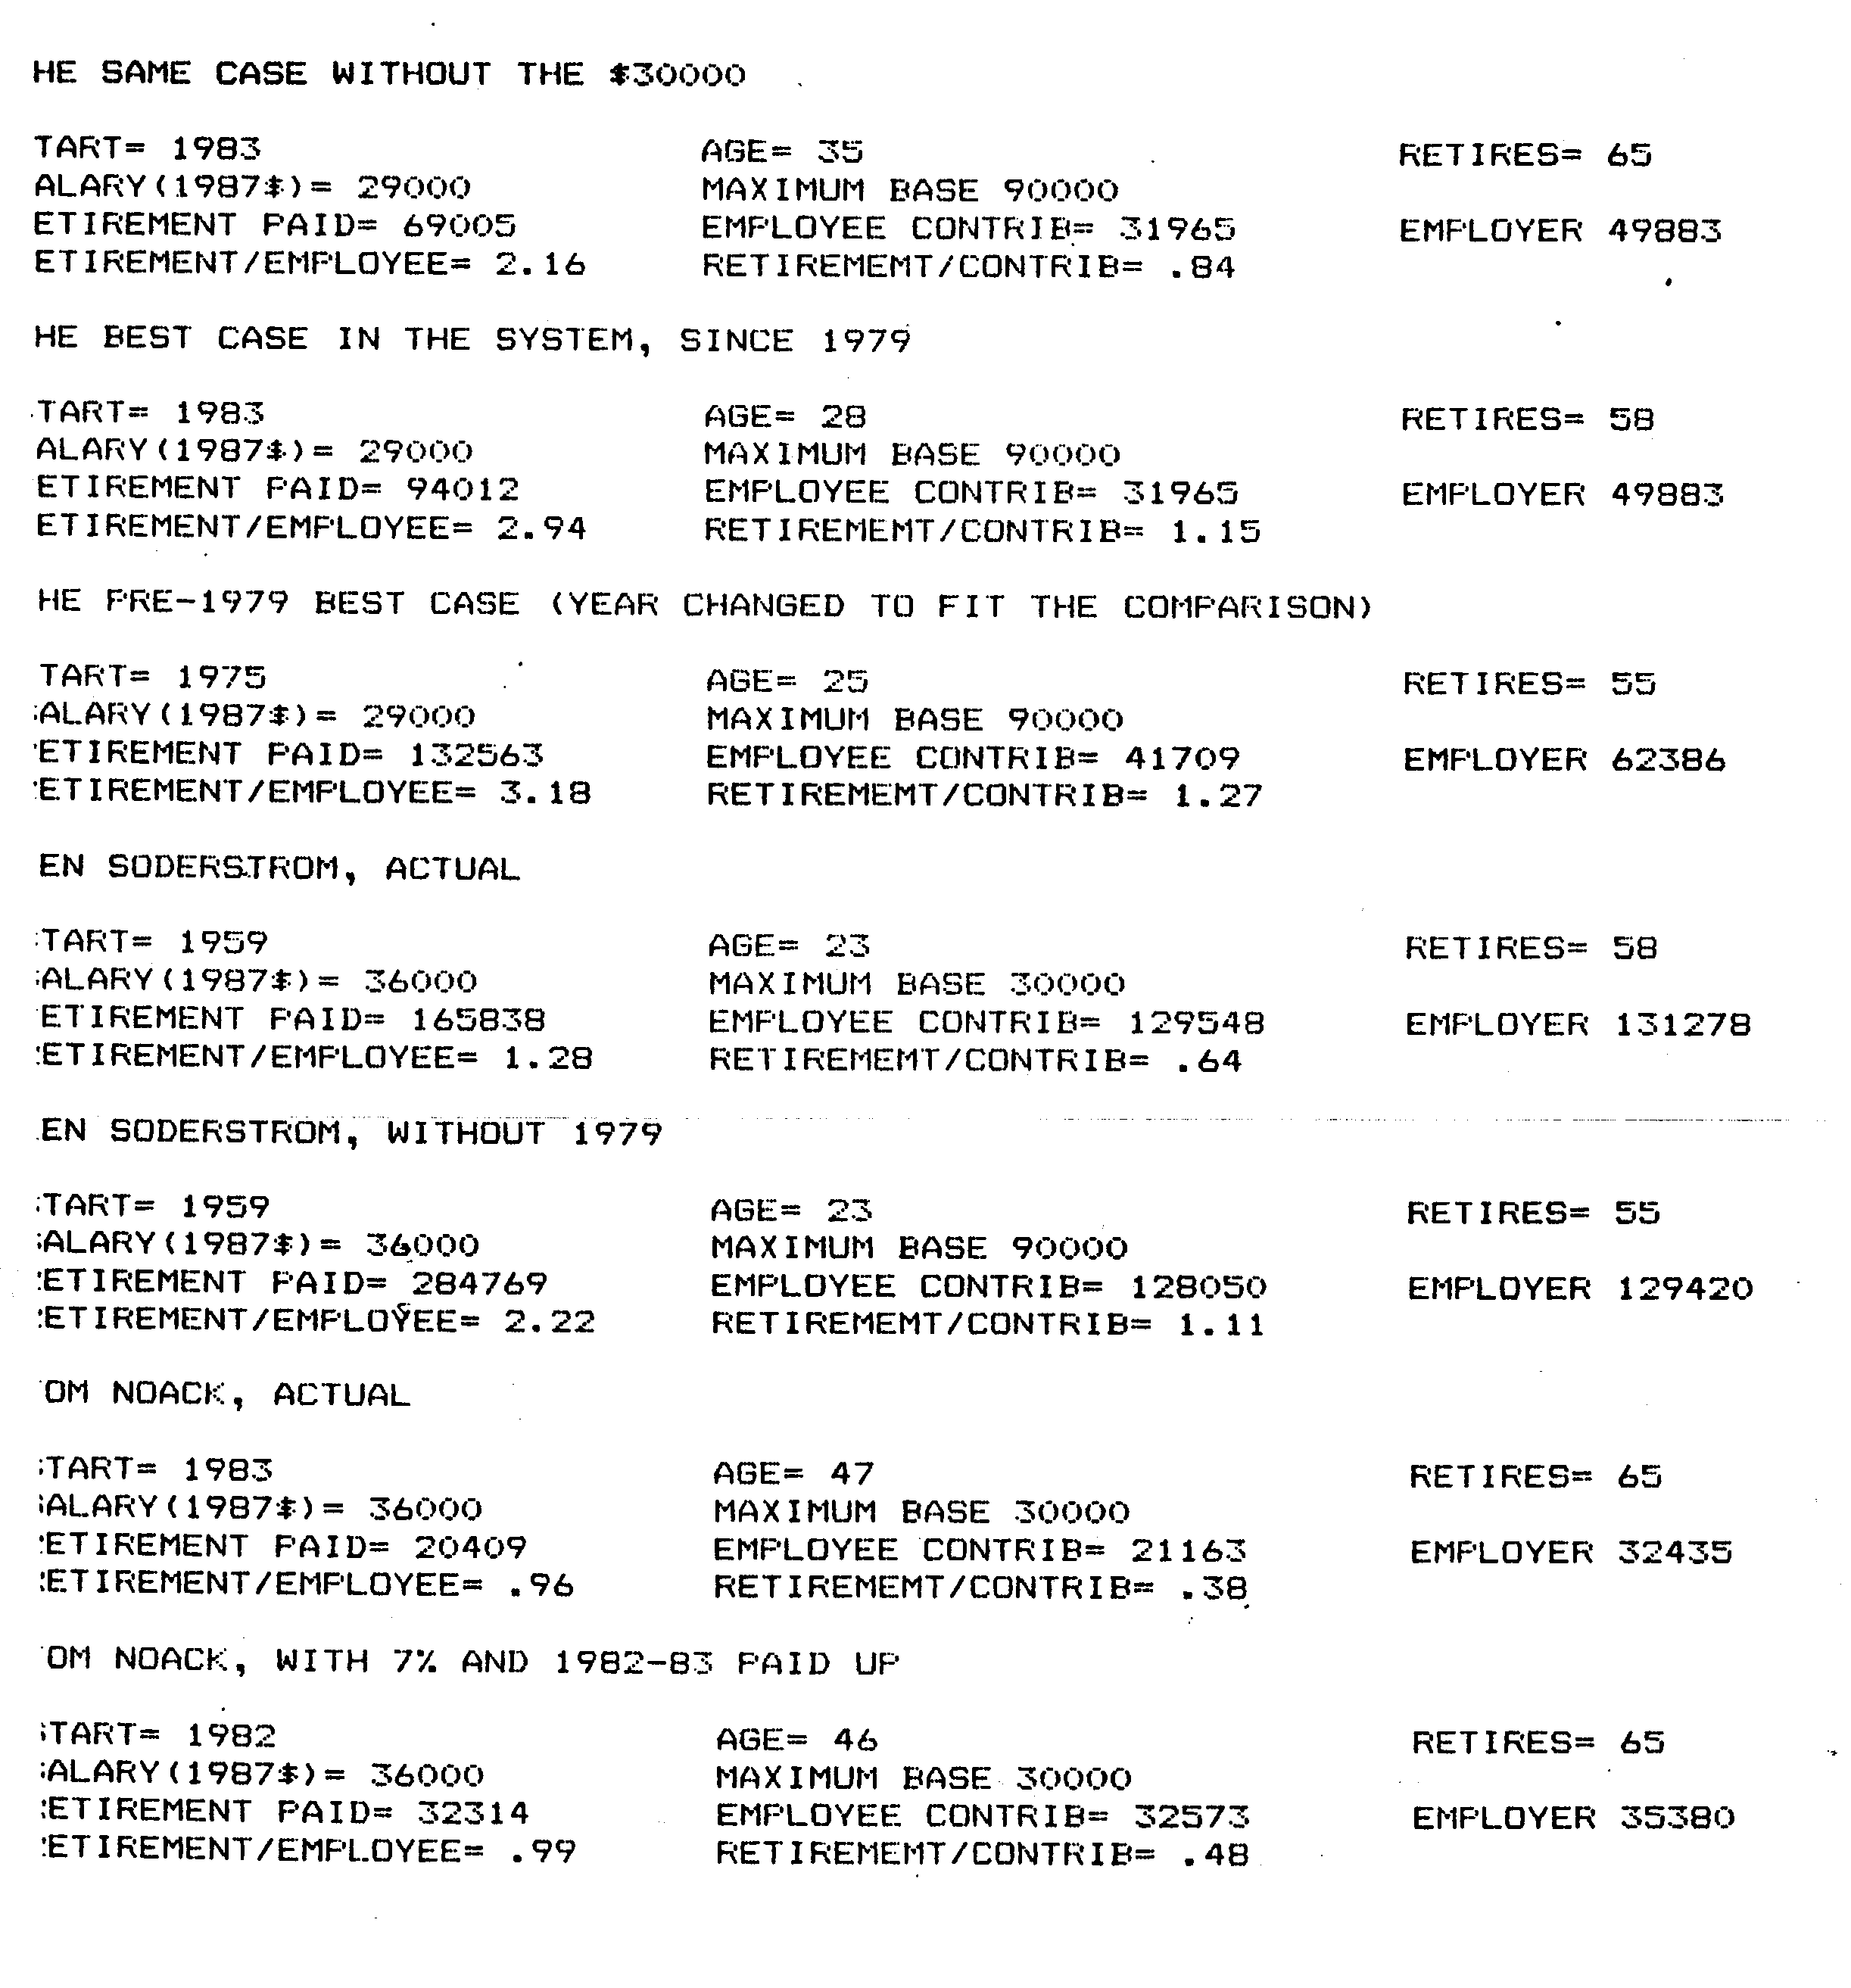 HE SAME CASE WITHOUT THE $30000
TART= 1983 AGE= 35 RETIRES= 65
ALARY(1987$)= 29000 MAXIMUM BASE 90000
ETIREMENT PAID= 69005 EMPLOYEE CONTRIB= 31965 EMPLOYER 49883
ETIREMENT/EMPLOYEE= 2.16 RETIREMEMT/CONTRIB= .84
HE BEST CASE IN THE SYSTEM, SINCE 1979
TART= 1983 AGE= 28 RETIRES= 58
ALARY(1987$)= 29000 MAXIMUM BASE 90000
ETIREMENT PAID= 94012 EMPLOYEE CONTRIB= 31965 EMPLOYER 49883
ETIREMENT/EMPLOYEE= 2.94 RETIREMEMT/CONTRIB= 1.15
HE PRE-1979 BEST CASE (YEAR CHANGED TO FIT THE COMPARISON)
TART= 1975 AGE= 25 RETIRES= 55
ALARY(1987$)= 29000 MAXIMUM BASE 90000
ETIREMENT PAID= 132563 EMPLOYEE CONTRIB= 41709 EMPLOYER 62386
ETIREMENT/EMPLOYEE= 3.18 RETIREMEMT/CONTRIB= 1.27
EN SODERSTROM, ACTUAL
TART= 1959 AGE= 23 RETIRES= 58
ALARY(1987$)= 36000 MAXIMUM BASE 30000
ETIREMENT PAID= 165838 EMPLOYEE CONTRIB= 129548 EMPLOYER 131278
ETIREMENT/EMPLOYEE= 1.28 RETIREMEMT/CONTRIB= .64
EN SODERSTROM, WITHOUT 1979
TART= 1959 AGE= 23 RETIRES= 55
ALARY(1987$)= 36000 MAXIMUM BASE 90000
ETIREMENT PAID= 284769 EMPLOYEE CONTRIB= 128050 EMPLOYER 129420
ETIREMENT/EMPLOYEE= 2.22 RETIREMEMT/CONTRIB= 1.11
OM NOACK, ACTUAL
TART= 1983 AGE= 47 RETIRES= 65
ALARY(1987$)= 36000 MAXIMUM BASE 30000
ETIREMENT PAID= 20409 EMPLOYEE CONTRIB= 21163 EMPLOYER 32435
ETIREMENT/EMPLOYEE= .96 RETIREMEMT/CONTRIB= .38
OM NOACK, WITH 7% AND 1982-83 PAID UP
TART= 1982 AGE= 46 RETIRES= 65
ALARY(1987$)= 36000 MAXIMUM BASE 30000
ETIREMENT PAID= 32314 EMPLOYEE CONTRIB= 32573 EMPLOYER 35380
ETIREMENT/EMPLOYEE= .99 RETIREMEMT/CONTRIB= .48